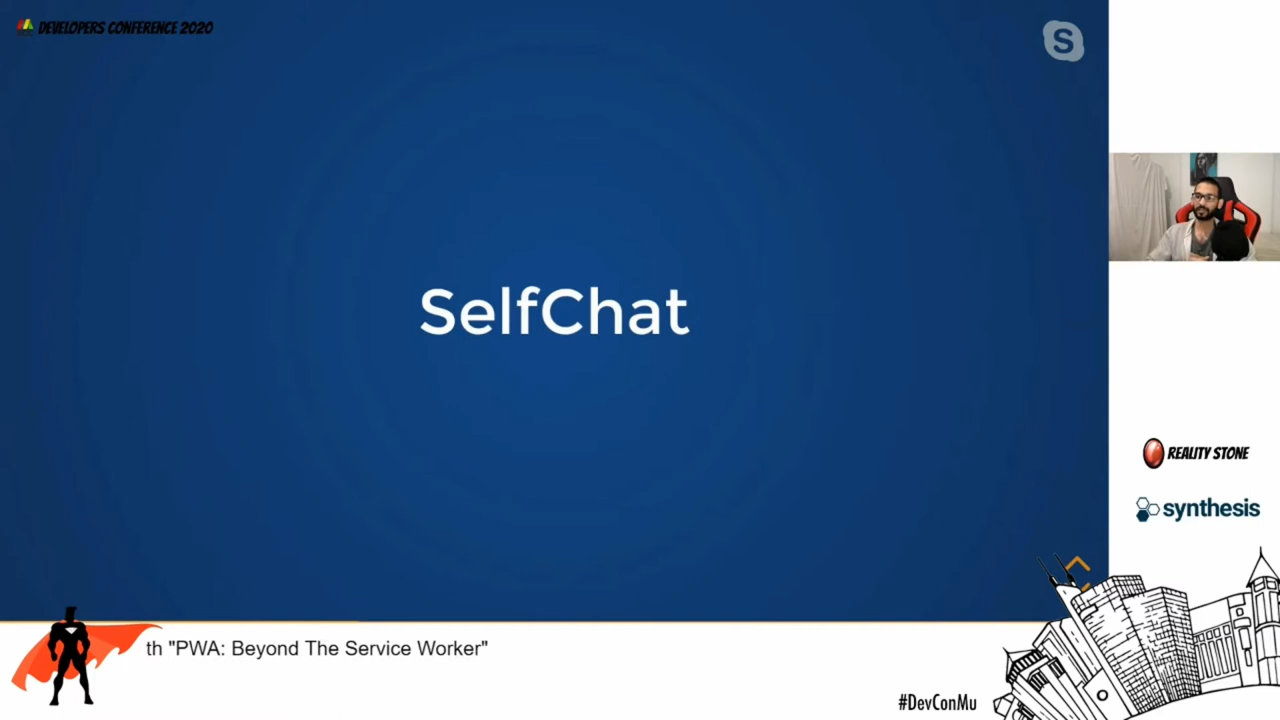 DEVELOPERS CONFERENCE 2020
S
SelfChat
REALITY STONE
synthesis
th "PWA: Beyond The Service Worker"
#DevConMu